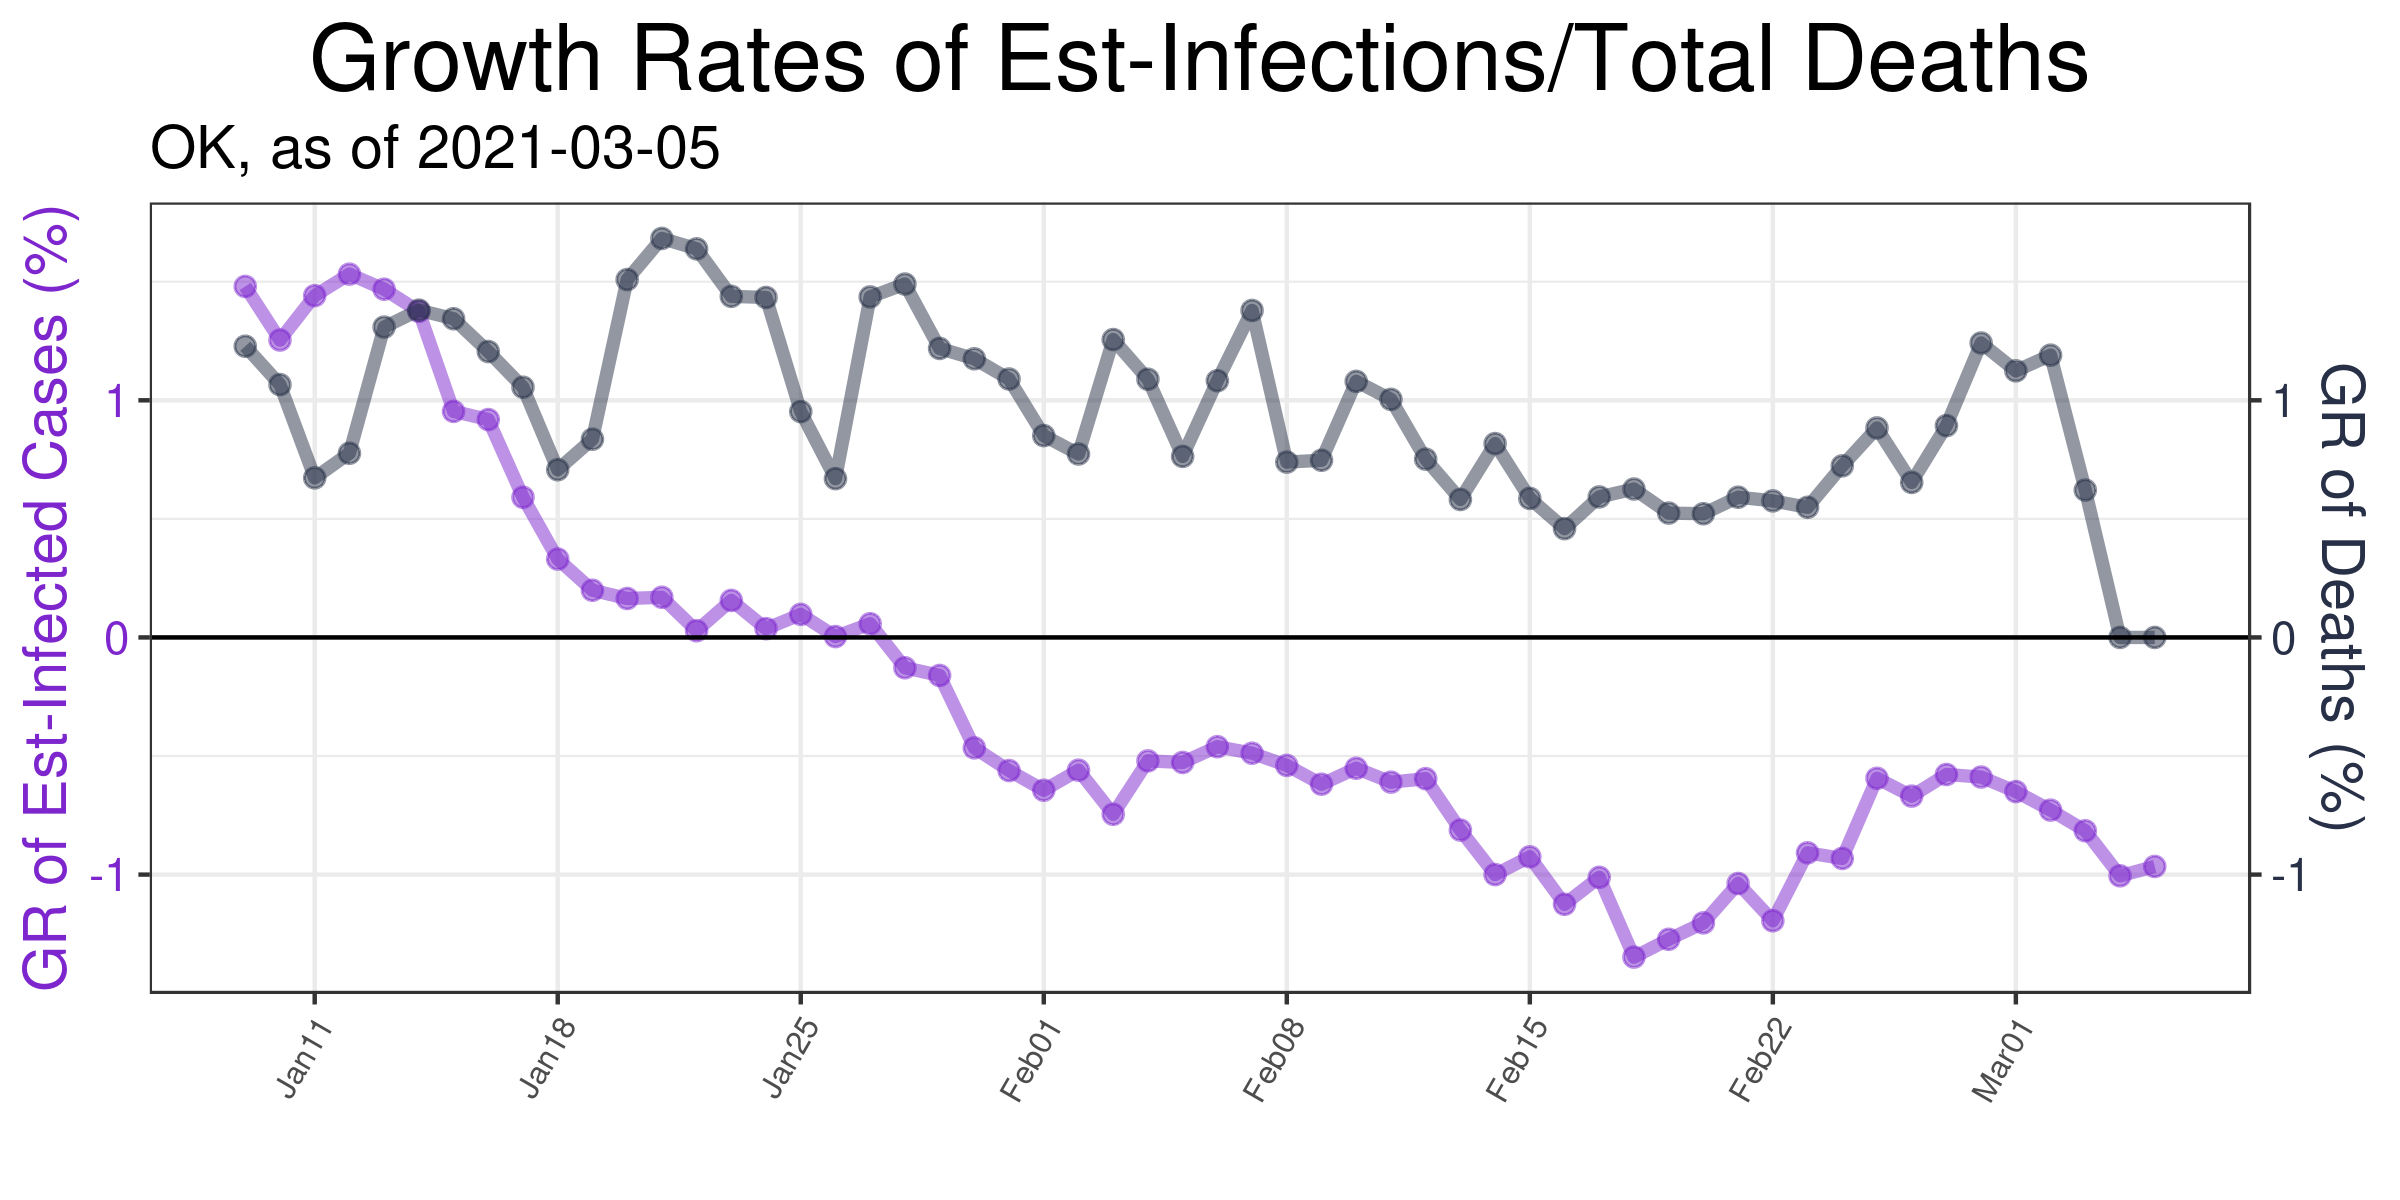 Growth Rates of Est-Infections/Total Deaths
OK, as of 2021-03-05
GR of Est-Infected Cases (%)
1
0
-1
1
0
-1
GR of Deaths (%)
Jan11
Jan18
Jan25
Feb01
Feb08
Feb15
Feb22
Mar01